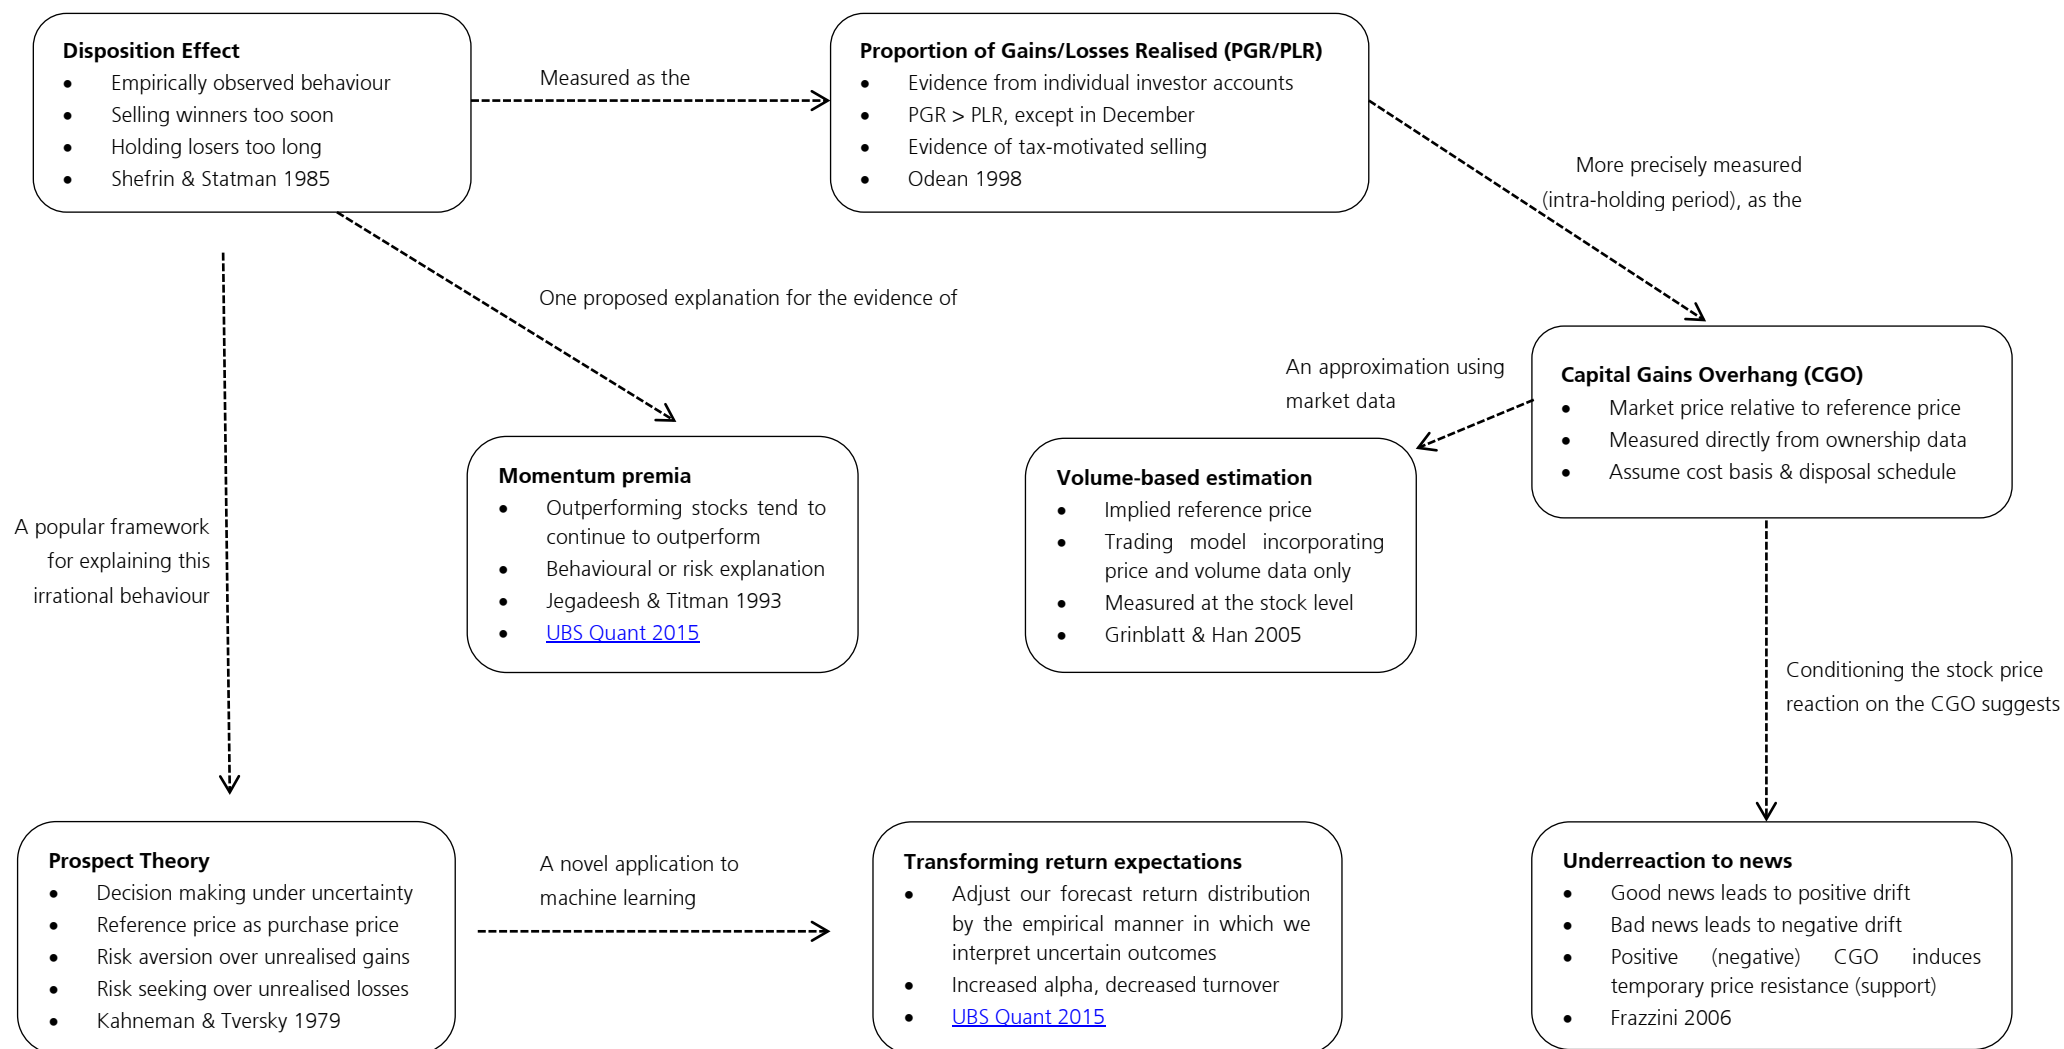 Disposition Effect
• Empirically observed behaviour
• Selling winners too soon
• Holding losers too long
• Shefrin & Statman 1985
Measured as the
Proportion of Gains/Losses Realised (PGR/PLR)
• Evidence from individual investor accounts
• PGR > PLR, except in December
• Evidence of tax-motivated selling
• Odean 1998
More precisely measured
(intra-holding period), as the
One proposed explanation for the evidence of
An approximation using
market data
Capital Gains Overhang (CGO)
• Market price relative to reference price
• Measured directly from ownership data
• Assume cost basis & disposal schedule
Momentum premia
• Outperforming stocks tend to
continue to outperform
• Behavioural or risk explanation
• Jegadeesh & Titman 1993
• UBS Quant 2015
Volume-based estimation
• Implied reference price
• Trading model incorporating
price and volume data only
• Measured at the stock level
• Grinblatt & Han 2005
A popular framework
for explaining this
irrational behaviour
Conditioning the stock price
reaction on the CGO suggests
Prospect Theory
• Decision making under uncertainty
• Reference price as purchase price
• Risk aversion over unrealised gains
• Risk seeking over unrealised losses
• Kahneman & Tversky 1979
A novel application to
machine learning
Transforming return expectations
• Adjust our forecast return distribution
by the empirical manner in which we
interpret uncertain outcomes
• Increased alpha, decreased turnover
• UBS Quant 2015
Underreaction to news
• Good news leads to positive drift
• Bad news leads to negative drift
• Positive (negative) CGO induces
temporary price resistance (support)
• Frazzini 2006